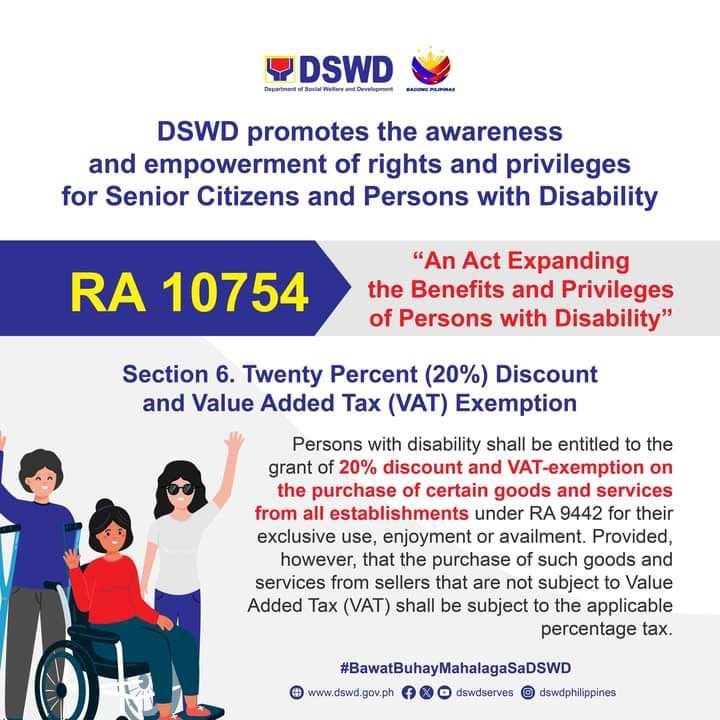 DSWD
Department of Social Welfare and Development
BAGONG PILIPINAS
DSWD promotes the awareness
and empowerment of rights and privileges
for Senior Citizens and Persons with Disability
RA 10754
“An Act Expanding
the Benefits and Privileges
of Persons with Disability”
Section 6. Twenty Percent (20%) Discount
and Value Added Tax (VAT) Exemption
Persons with disability shall be entitled to the
grant of 20% discount and VAT-exemption on
the purchase of certain goods and services
from all establishments under RA 9442 for their
exclusive use, enjoyment or availment. Provided,
however, that the purchase of such goods and
services from sellers that are not subject to Value
Added Tax (VAT) shall be subject to the applicable
percentage tax.
#BawatBuhayMahalagaSaDSWD
www.dswd.gov.ph dswdserves dswdphilippines